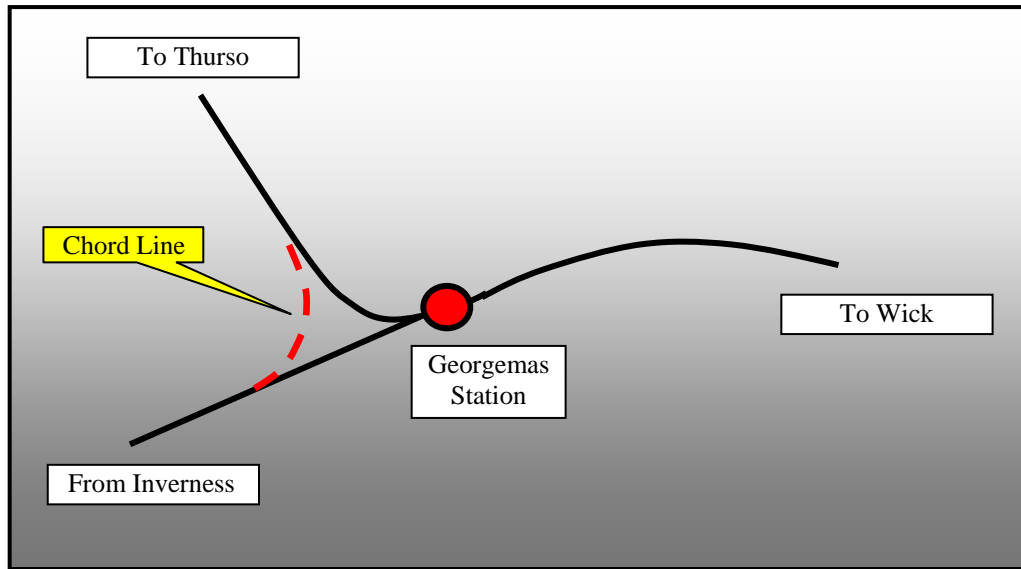 To Thurso
Chord Line
To Wick
Georgemas
Station
From Inverness